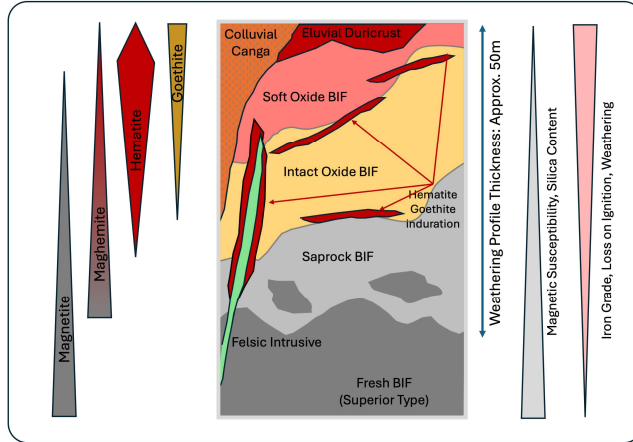 Colluvial
Canga
Eluvial Duricrust
Soft Oxide BIF
Intact Oxide BIF
Hematite
Goethite
Induration
Saprock BIF
Felsic Intrusive
Fresh BIF
(Superior Type)
Magnetite
Maghemite
Hematite
Goethite
Weathering Profile Thickness: Approx. 50m
Magnetic Susceptibility, Silica Content
Iron Grade, Loss on Ignition, Weathering